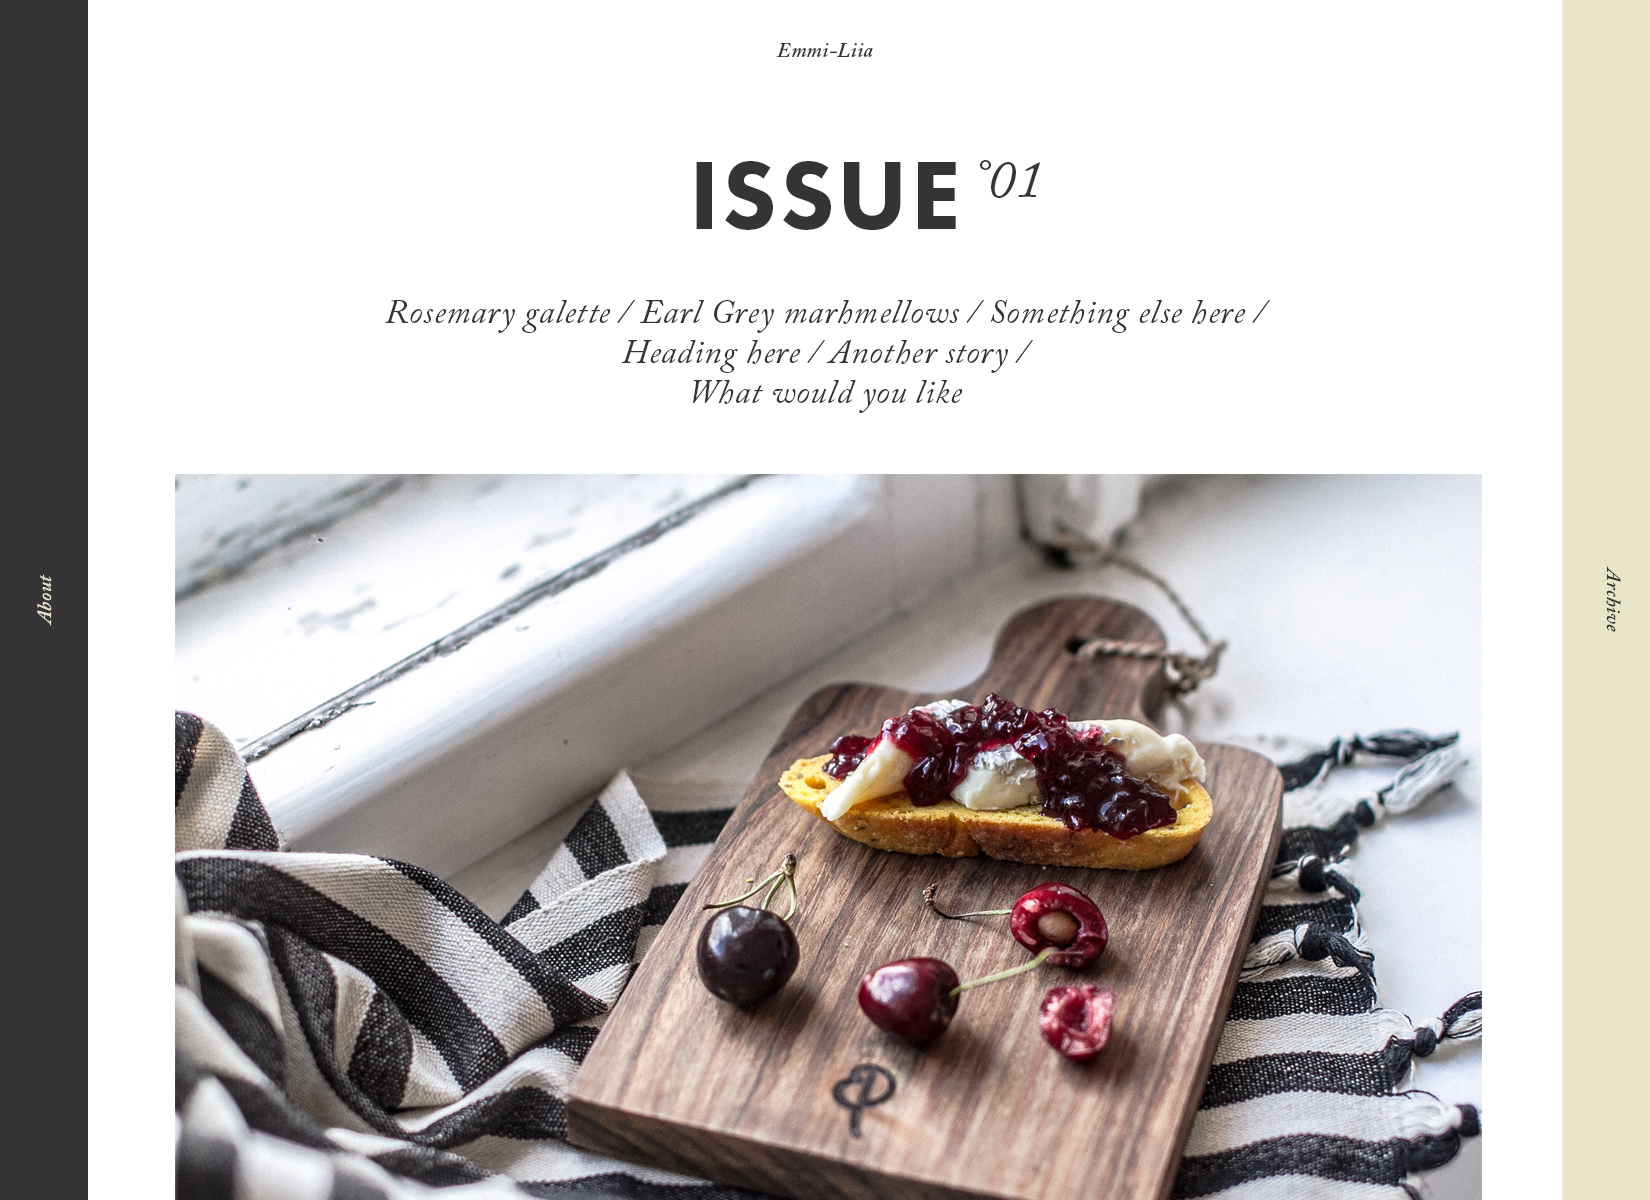 Emmi-Liia
ISSUE °01
Rosemary galette / Earl Grey marhmellows / Something else here /
Heading here / Another story /
What would you like
About
Archive